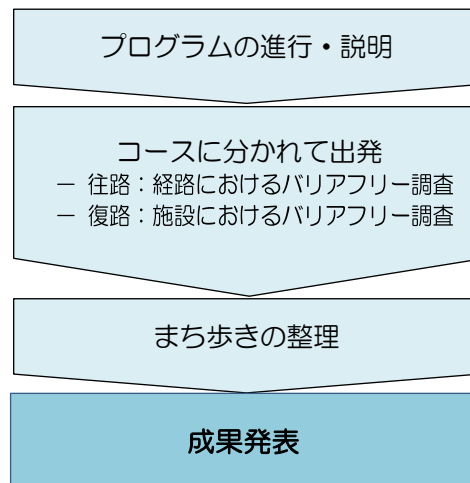 プログラムの進行・説明
コースに分かれて出発
－ 往路：経路におけるバリアフリー調査
－ 復路：施設におけるバリアフリー調査
まち歩きの整理
成果発表